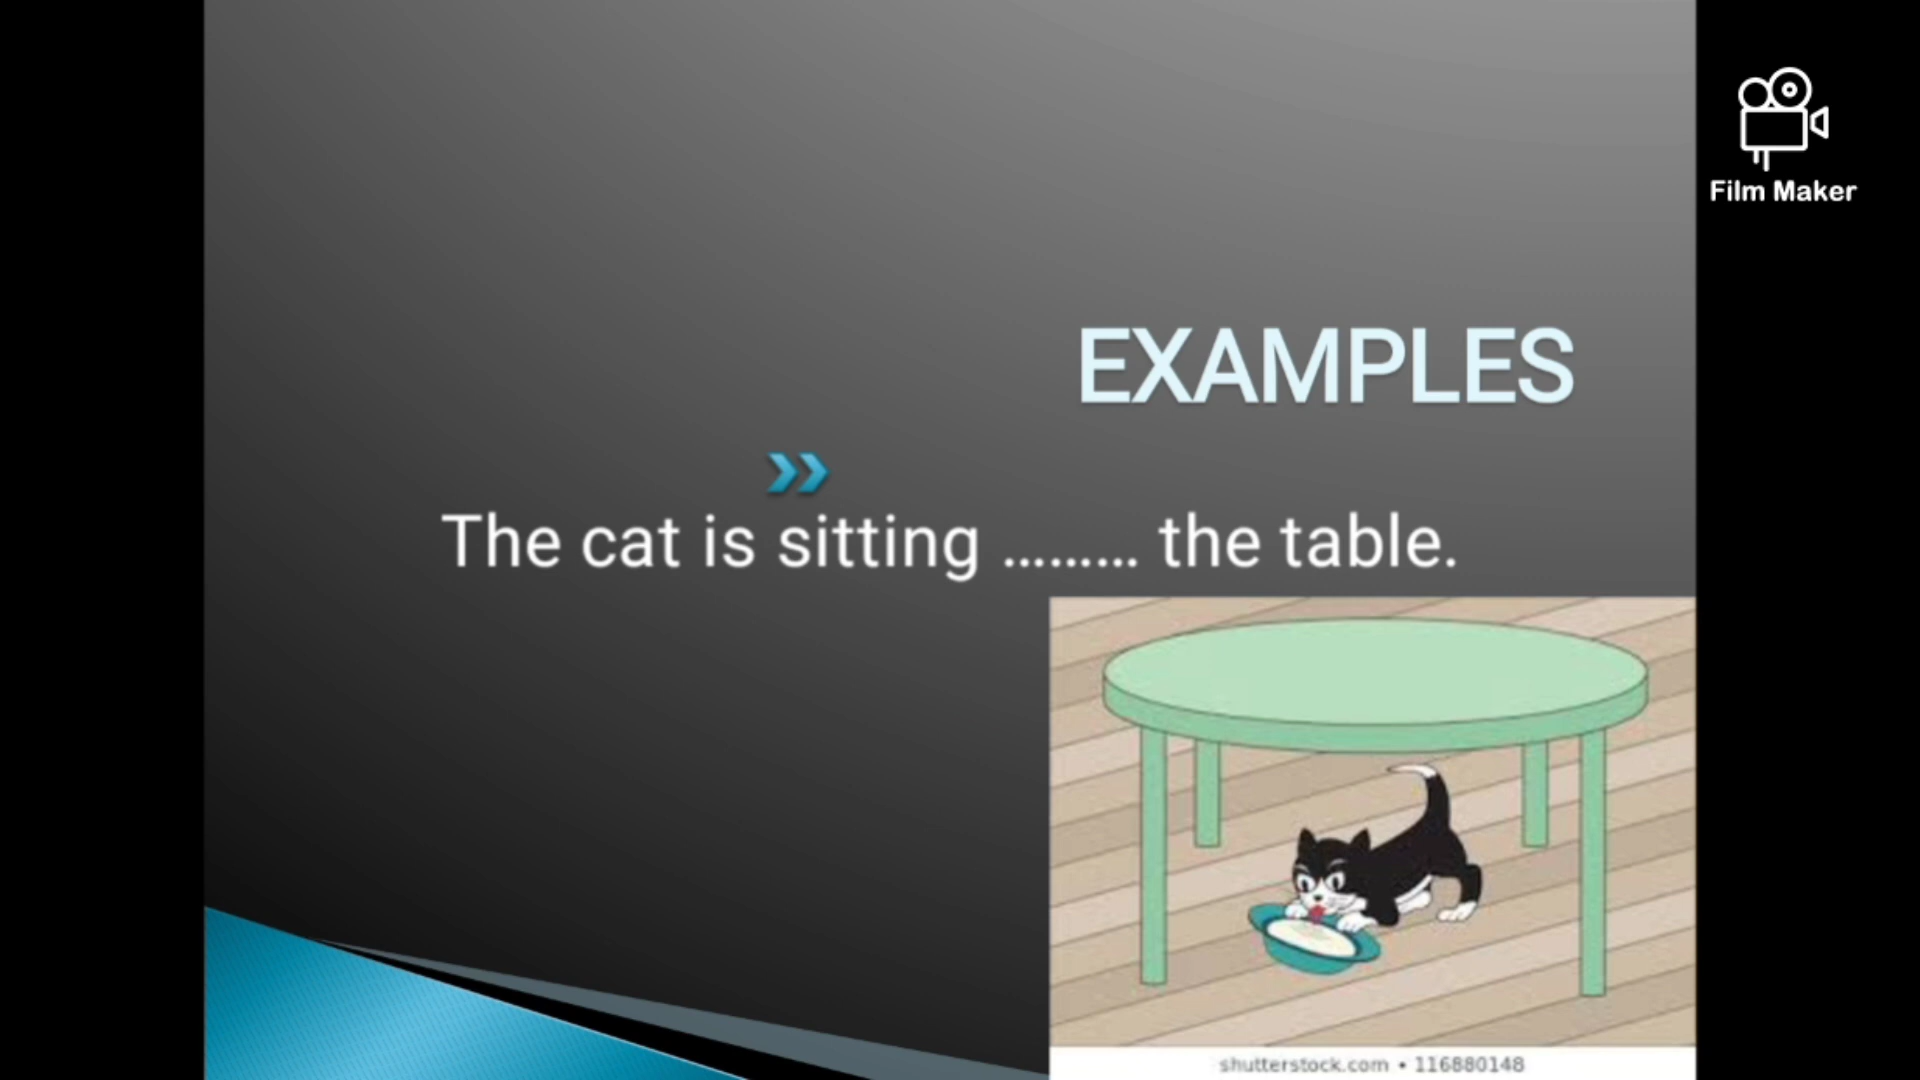 Film Maker
EXAMPLES
The cat is sitting ......... the table.
shutterstock.com • 116880148